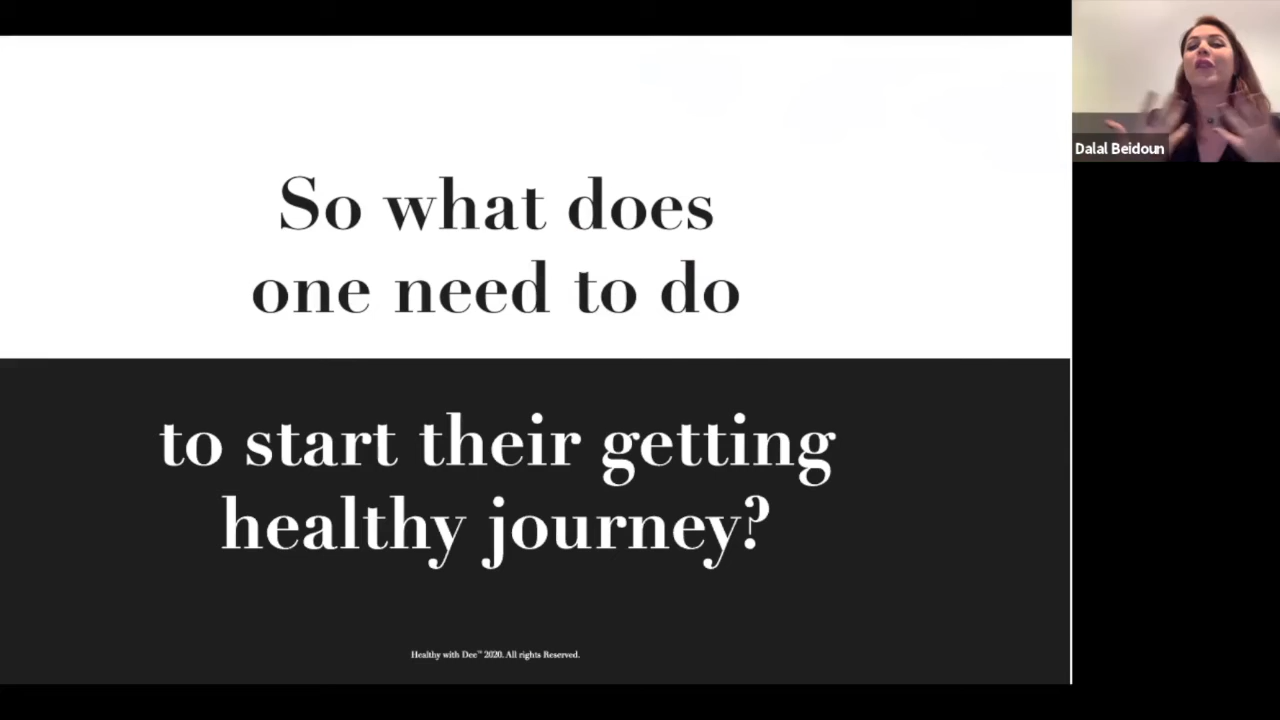 So what does
one need to do
to start their getting
healthy journey?
Healthy with Dee™ 2020. All rights Reserved.
Dalal Beidoun